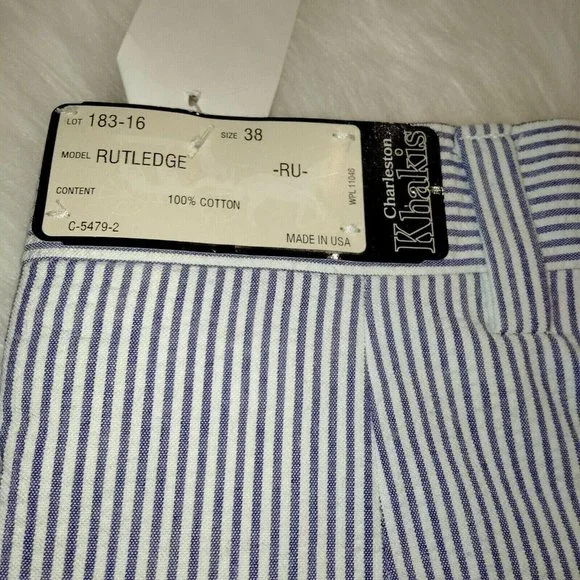 LOT 183-16 SIZE 38
MODEL RUTLEDGE -RU-
CONTENT 100% COTTON
C-5479-2 MADE IN USA
WPL 11046
Charleston
Khakis